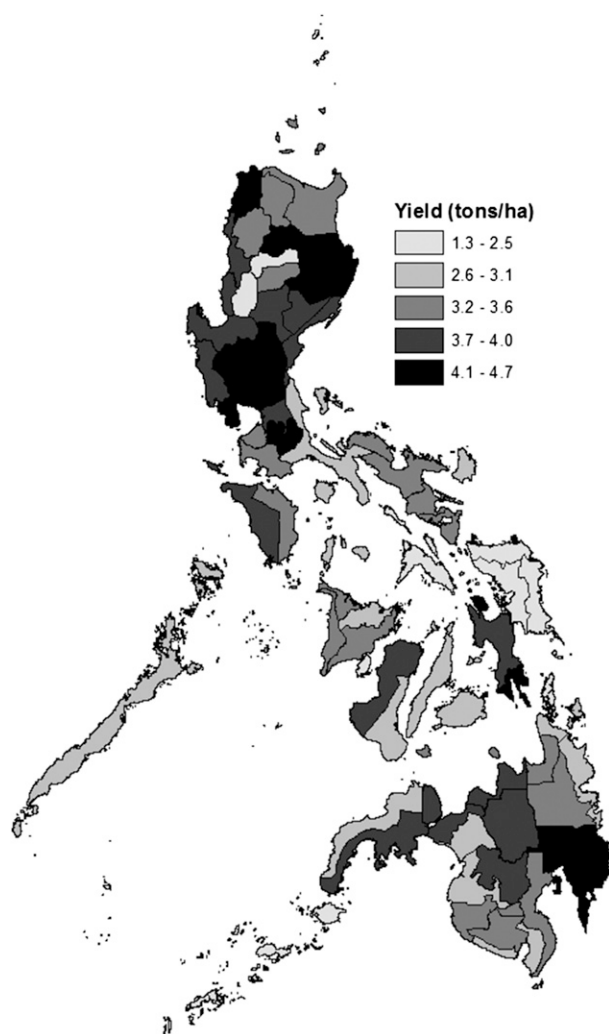 Yield (tons/ha)
1.3 - 2.5
2.6 - 3.1
3.2 - 3.6
3.7 - 4.0
4.1 - 4.7